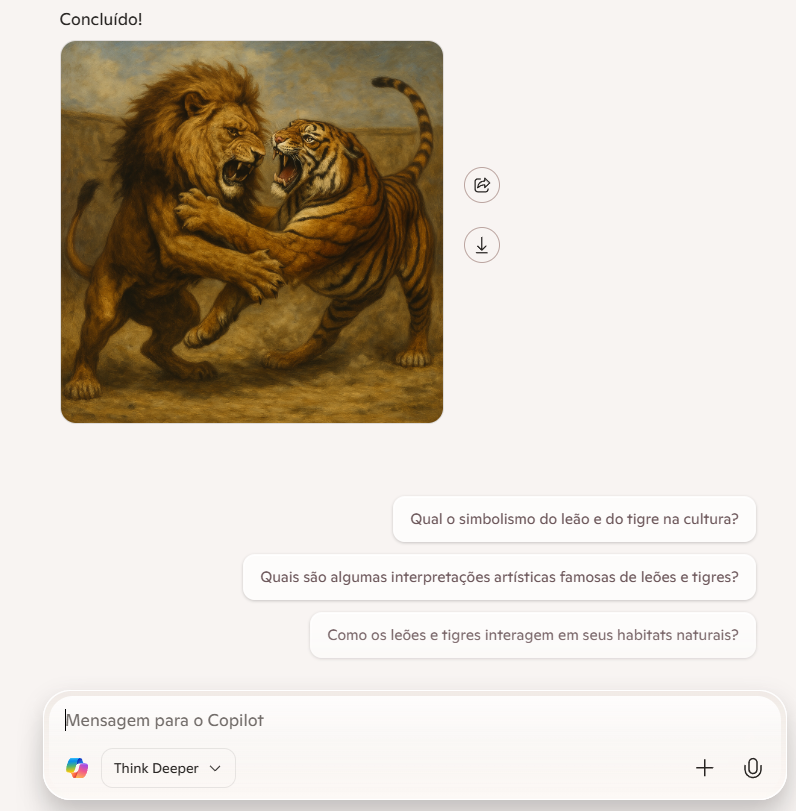 Concluído!
Qual o simbolismo do leão e do tigre na cultura?
Quais são algumas interpretações artísticas famosas de leões e tigres?
Como os leões e tigres interagem em seus habitats naturais?
Mensagem para o Copilot
Think Deeper